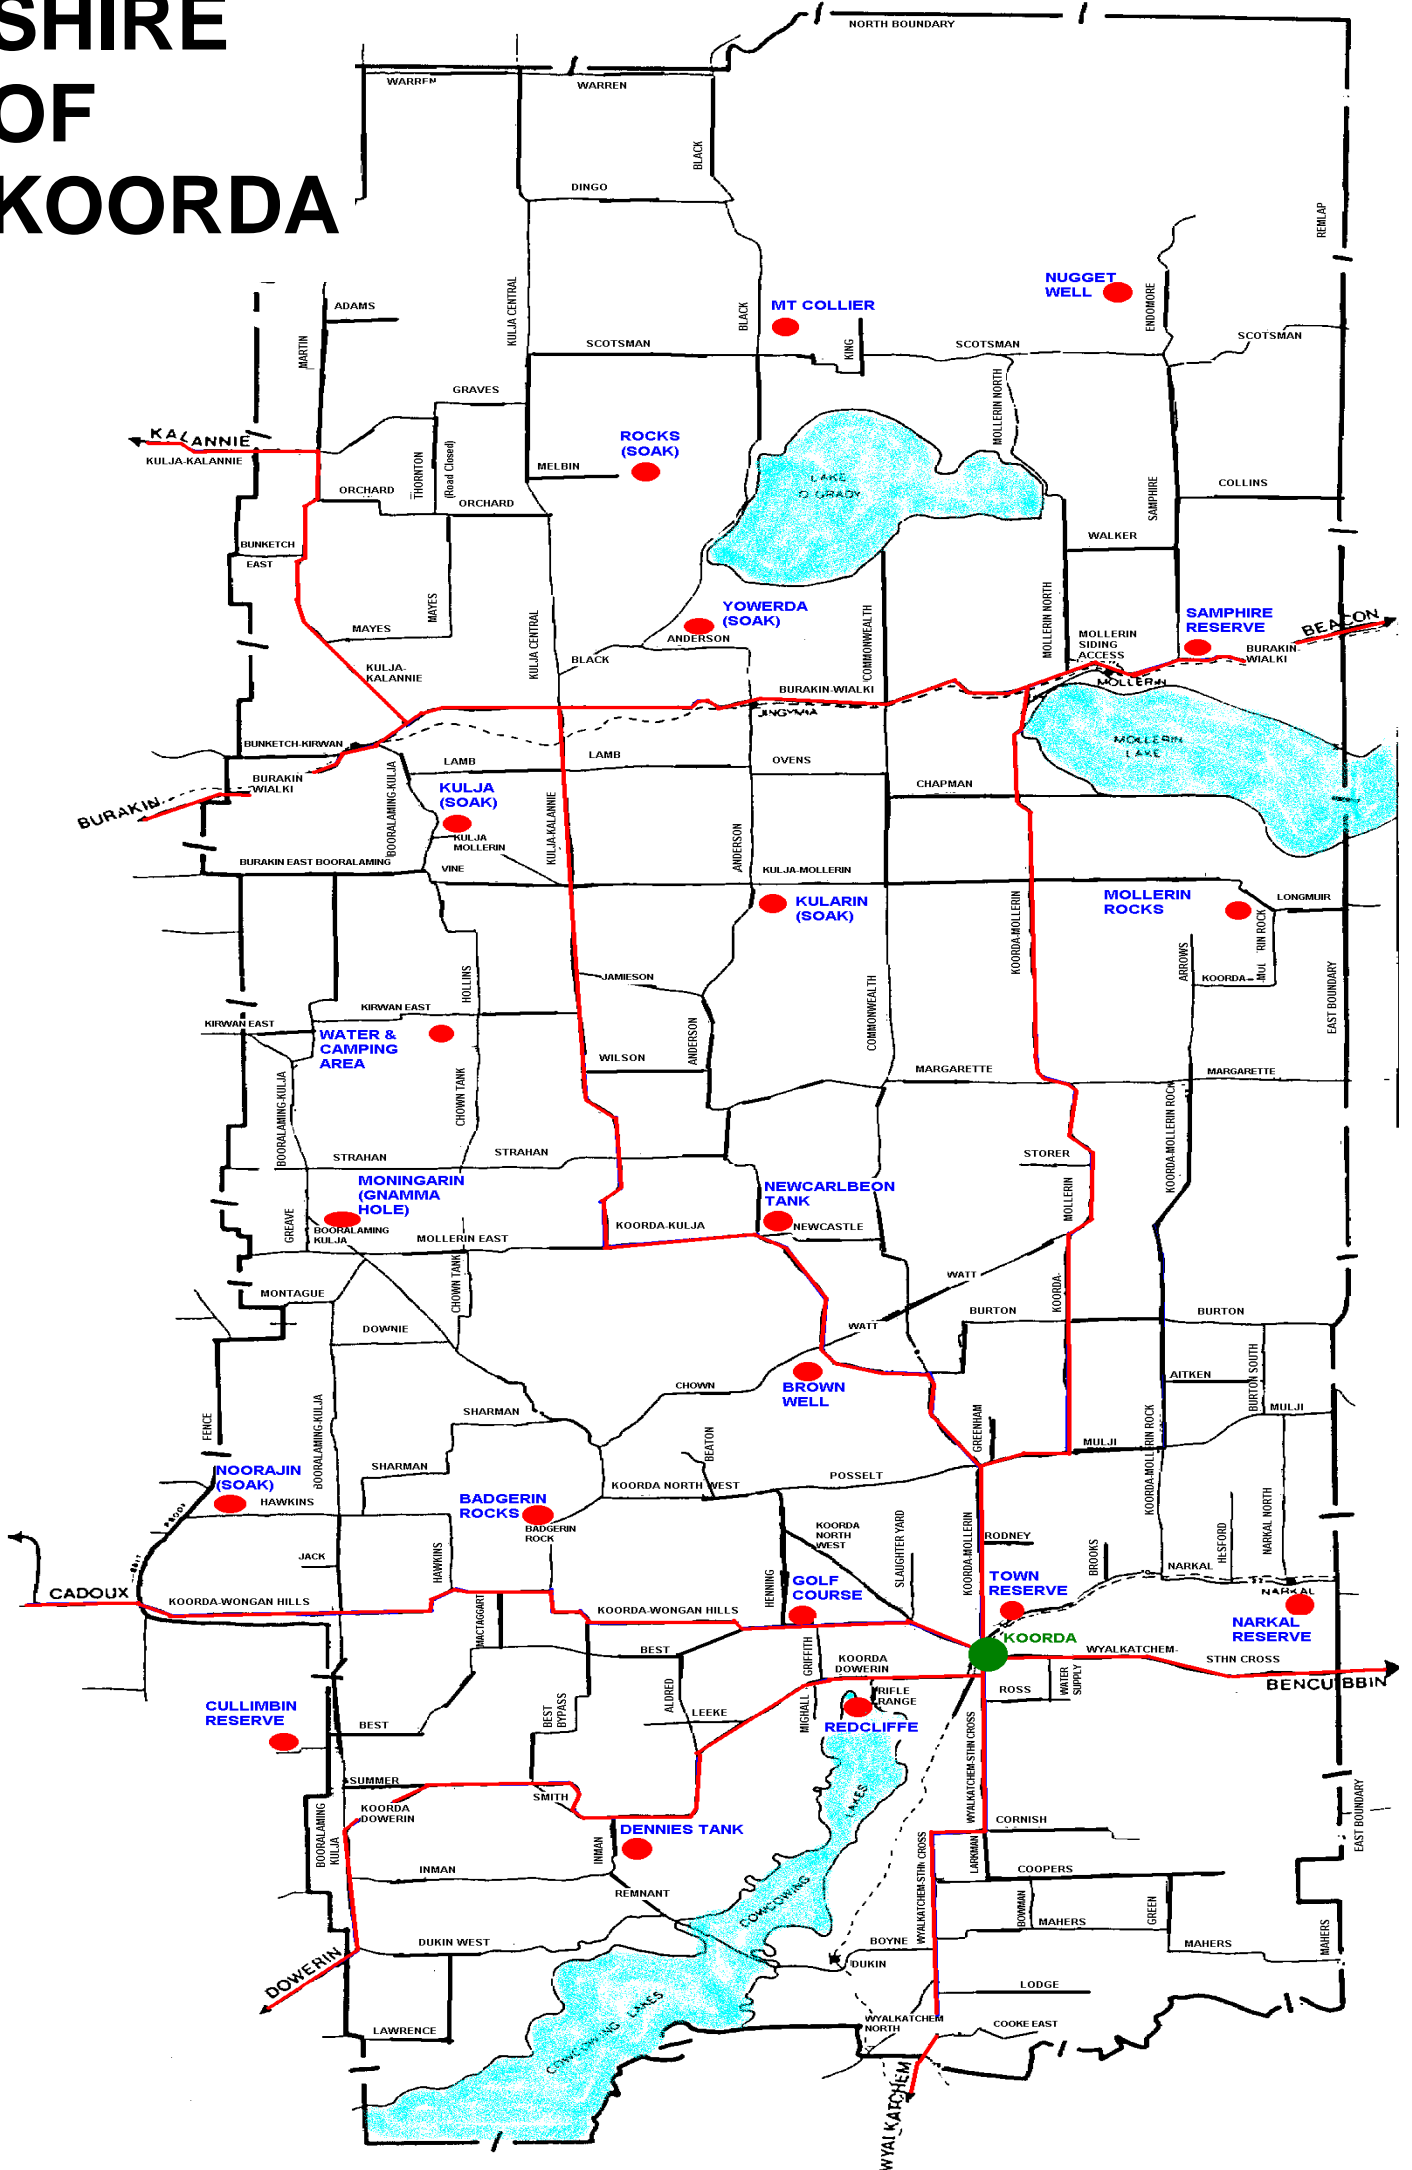 SHIRE
OF
KOORDA
NORTH BOUNDARY
WARREN
WARREN
BLACK
DINGO
REMLAP
NUGGET
WELL
MT COLLIER
ADAMS
MARTIN
KULJA CENTRAL
BLACK
ENDOMORE
SCOTSMAN
KING
SCOTSMAN
SCOTSMAN
GRAVES
MOLLERIN NORTH
KALANNIE
KULJA-KALANNIE
ROCKS
(SOAK)
THORNTON
(Road Closed)
MELBIN
LAKE
O GRADY
ORCHARD
ORCHARD
SAMPHIRE
COLLINS
BUNKETCH
EAST
WALKER
MAYES
MAYES
KULJA CENTRAL
YOWERDA
(SOAK)
ANDERSON
COMMONWEALTH
MOLLERIN NORTH
SAMPHIRE
RESERVE
BEACON
MOLLERIN
SIDING
ACCESS
BURAKIN-
WIALKI
KULJA-
KALANNIE
BLACK
MOLLERIN
BURAKIN-WIALKI
JINGYMIA
BUNKETCH-KIRWAN
MOLLERIN
LAKE
LAMB
LAMB
OVENS
BURAKIN
WIALKI
BURAKIN
BOORALAMING-KULJA
KULJA
(SOAK)
CHAPMAN
KULJA
MOLLERIN
KULJA-KALANNIE
ANDERSON
BURAKIN EAST BOORALAMING
VINE
KULJA-MOLLERIN
KULARIN
(SOAK)
MOLLERIN
ROCKS
LONGMUIR
KOORDA-MOLLERIN
ARROWS
KOORDA-
RIN ROCK
EAST BOUNDARY
HOLLINS
JAMIESON
COMMONWEALTH
KIRWAN EAST
KIRWAN EAST
WATER &
CAMPING
AREA
ANDERSON
WILSON
MARGARETTE
MARGARETTE
BOORALAMING-KULJA
CHOWN TANK
KOORDA-MOLLERIN ROCK
STRAHAN
STRAHAN
STORER
MONINGARIN
(GNAMMA
HOLE)
NEWCARLBEON
TANK
MOLLERIN
GREAVE
BOORALAMING
KULJA
KOORDA-KULJA
NEWCASTLE
MOLLERIN EAST
CHOWN TANK
WATT
KOORDA-
MONTAGUE
BURTON
BURTON
DOWNIE
WATT
BROWN
WELL
CHOWN
AITKEN
BURTON SOUTH
FENCE
BOORALAMING-KULJA
SHARMAN
BEATON
GREENHAM
MULJI
MULJI
KOORDA-MOLLERIN ROCK
NOORAJIN
(SOAK)
HAWKINS
SHARMAN
KOORDA NORTH WEST
POSSELT
BADGERIN
ROCKS
BADGERIN
ROCK
KOORDA
NORTH
WEST
SLAUGHTER YARD
KOORDA-MOLLERIN
RODNEY
BROOKS
HESFORD
NARKAL NORTH
NARKAL
JACK
HAWKINS
CADOUX
KOORDA-WONGAN HILLS
MACTAGGART
KOORDA-WONGAN HILLS
HENNING
GOLF
COURSE
TOWN
RESERVE
NARKAL
NARKAL
RESERVE
KOORDA
BEST
GRIFFITH
KOORDA
DOWERIN
WYALKATCHEM-
STHN CROSS
BENCUBBIN
ROSS
WATER
SUPPLY
RIFLE
RANGE
CULLIMBIN
RESERVE
BEST
BEST
BYPASS
ALDRED
LEEKE
MIGHALL
REDCLIFFE
WYALKATCHEM-STHN CROSS
SUMMER
SMITH
KOORDA
DOWERIN
LAKES
BOORALAMING
KULJA
DENNIES TANK
CORNISH
EAST BOUNDARY
INMAN
INMAN
WYALKATCHEM-STHN CROSS
LARKMAN
COOPERS
REMNANT
COWCOWING
BOWMAN
GREEN
MAHERS
MAHERS
MAHERS
DUKIN WEST
BOYNE
DUKIN
DOWERIN
LODGE
COWCOWING LAKES
LAWRENCE
WYALKATCHEM
NORTH
COOKE EAST
WYALKATCHEM